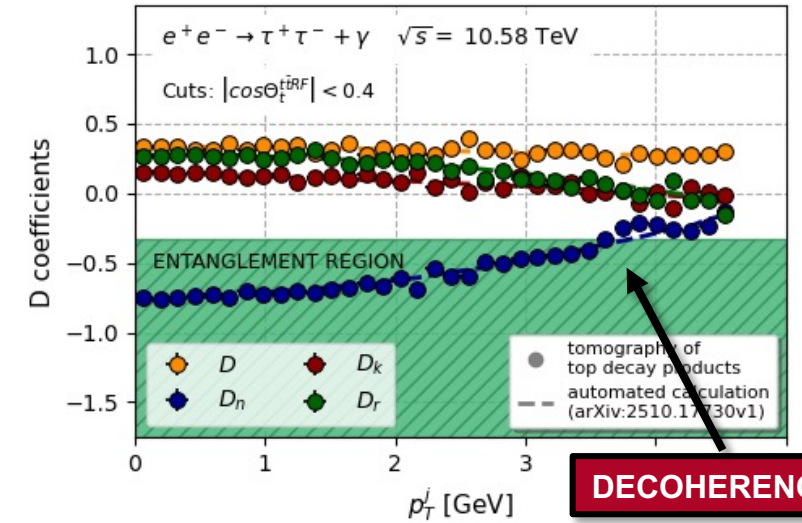 e⁺e⁻ → τ⁺τ⁻ + γ √s = 10.58 TeV
Cuts: |cosΘ_t^{tt̄RF}| < 0.4
D coefficients
1.0
0.5
0.0
−0.5
−1.0
−1.5
ENTANGLEMENT REGION
D
D_k
D_n
D_r
tomography of
top decay products
automated calculation
(arXiv:2510.17730v1)
0
1
2
3
p_T^j [GeV]